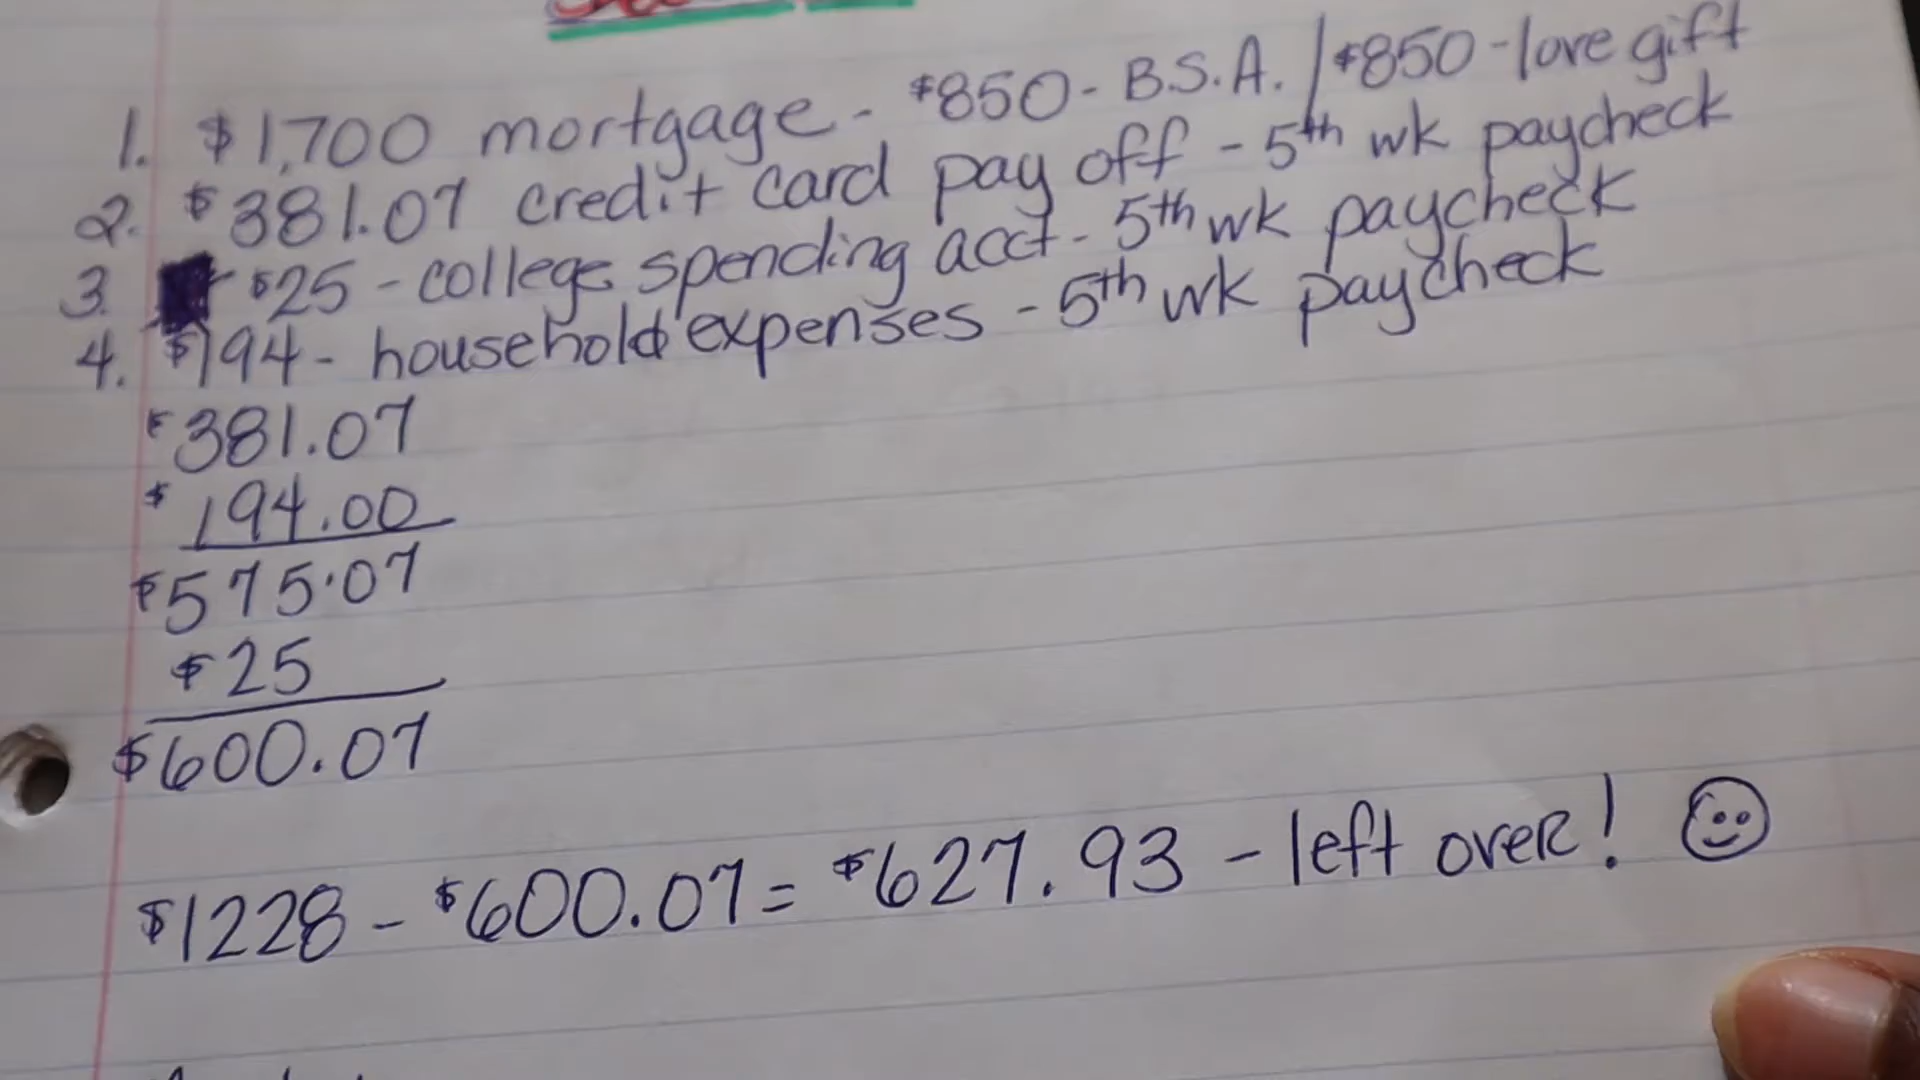 1. $1,700 mortgage - $850 - B.S.A. / $850 - love gift
2. $381.07 credit card pay off - 5th wk paycheck
3. $25 - college spending acct - 5th wk paycheck
4. $194 - household expenses - 5th wk paycheck
$381.07
$194.00
$575.07
$25
$600.07
$1228 - $600.07 = $627.93 - left over!